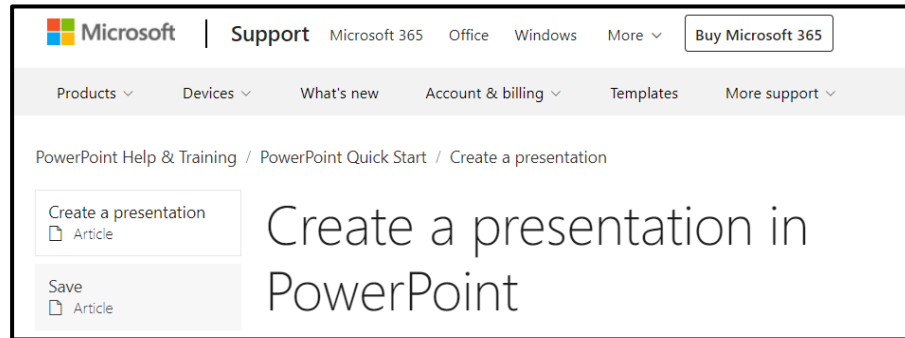 Microsoft | Support Microsoft 365 Office Windows More Buy Microsoft 365
Products Devices What's new Account & billing Templates More support
PowerPoint Help & Training / PowerPoint Quick Start / Create a presentation
Create a presentation
Article
Save
Article
Create a presentation in
PowerPoint